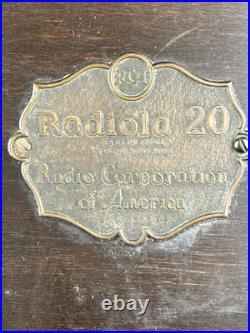 RCA
Radiola 20
Radio Corporation
of America